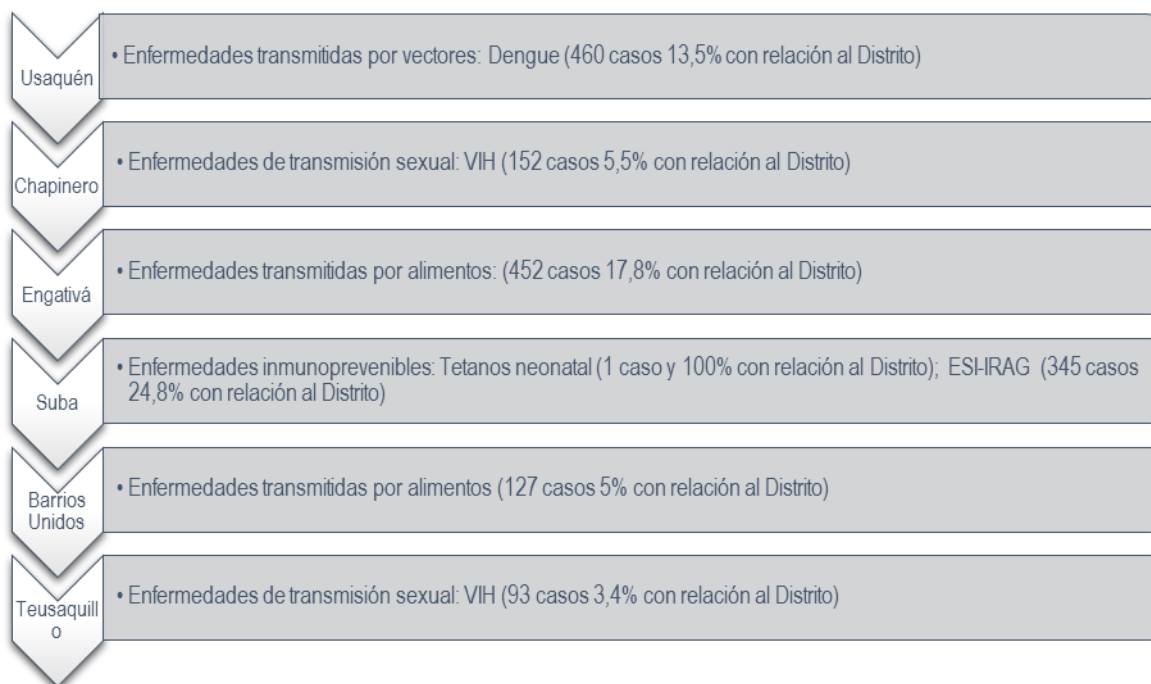 Usaquén
• Enfermedades transmitidas por vectores: Dengue (460 casos 13,5% con relación al Distrito)
Chapinero
• Enfermedades de transmisión sexual: VIH (152 casos 5,5% con relación al Distrito)
Engativá
• Enfermedades transmitidas por alimentos: (452 casos 17,8% con relación al Distrito)
Suba
• Enfermedades inmunoprevenibles: Tetanos neonatal (1 caso y 100% con relación al Distrito); ESI-IRAG (345 casos
24,8% con relación al Distrito)
Barrios
Unidos
• Enfermedades transmitidas por alimentos (127 casos 5% con relación al Distrito)
Teusaquill
o
• Enfermedades de transmisión sexual: VIH (93 casos 3,4% con relación al Distrito)